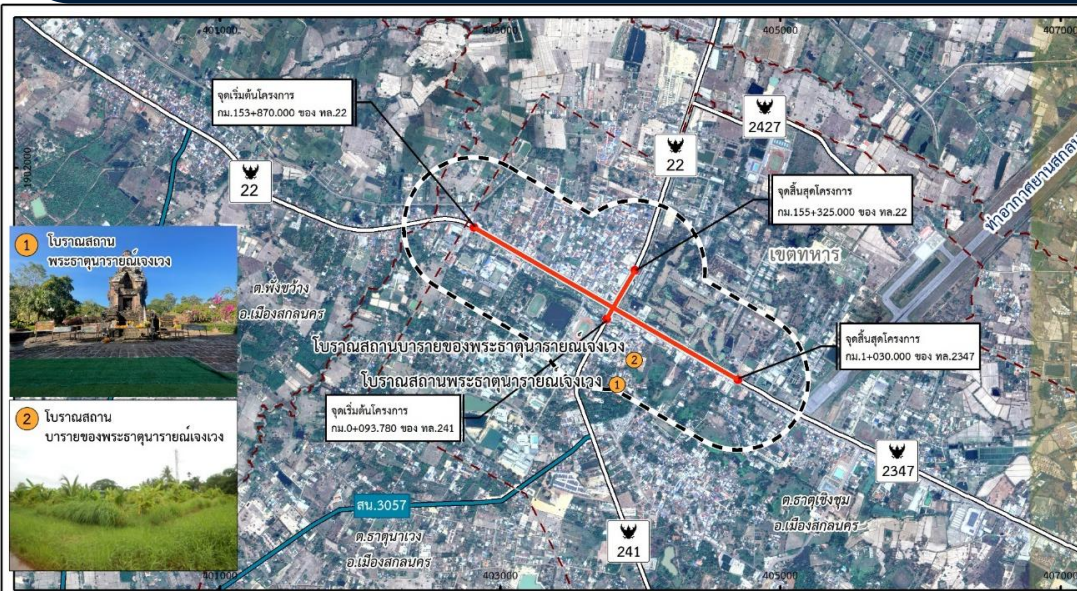 401000
403000
405000
407000
จุดเริ่มต้นโครงการ
กม.153+870.000 ของ ทล.22
2427
22
22
1902000
จุดสิ้นสุดโครงการ
กม.155+325.000 ของ ทล.22
ท่าอากาศยานสกลน
เขตทหาร
1 โบราณสถาน
พระธาตุนารายณ์เจงเวง
ต.พังขว้าง
อ.เมืองสกลนคร
จุดสิ้นสุดโครงการ
กม.1+030.000 ของ ทล.2347
โบราณสถานบารายของพระธาตุนารายณ์เจงเวง 2
โบราณสถานพระธาตุนารายณ์เจงเวง 1
จุดเริ่มต้นโครงการ
กม.0+093.780 ของ ทล.241
2 โบราณสถาน
บารายของพระธาตุนารายณ์เจงเวง
2347
สน.3057
ต.ธาตุเชิงชุม
อ.เมืองสกลนคร
ต.ธาตุนาเวง
อ.เมืองสกลนคร
241
401000
403000
405000
407000